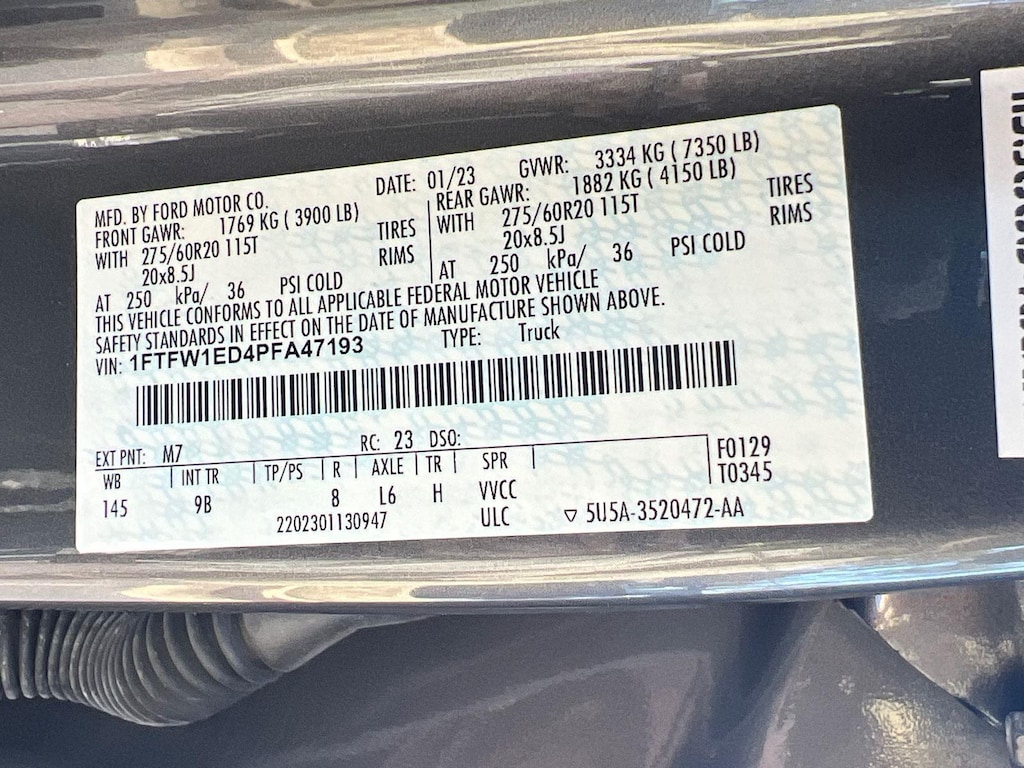 MFD. BY FORD MOTOR CO. DATE: 01/23 GVWR: 3334 KG ( 7350 LB)
FRONT GAWR: 1769 KG ( 3900 LB)
WITH 275/60R20 115T TIRES
20x8.5J RIMS
AT 250 kPa/ 36 PSI COLD
REAR GAWR: 1882 KG ( 4150 LB)
WITH 275/60R20 115T TIRES
20x8.5J RIMS
AT 250 kPa/ 36 PSI COLD
THIS VEHICLE CONFORMS TO ALL APPLICABLE FEDERAL MOTOR VEHICLE
SAFETY STANDARDS IN EFFECT ON THE DATE OF MANUFACTURE SHOWN ABOVE.
VIN: 1FTFW1ED4PFA47193 TYPE: Truck
EXT PNT: M7 RC: 23 DSO:
WB INT TR TP/PS R AXLE TR SPR F0129
145 9B 8 L6 H VVCC T0345
2202301130947 ULC ▽ 5U5A-3520472-AA